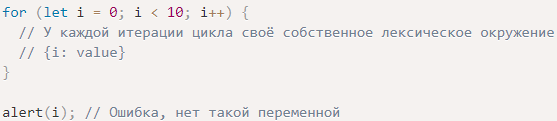 for (let i = 0; i < 10; i++) {
  // У каждой итерации цикла своё собственное лексическое окружение
  // {i: value}
}

alert(i); // Ошибка, нет такой переменной